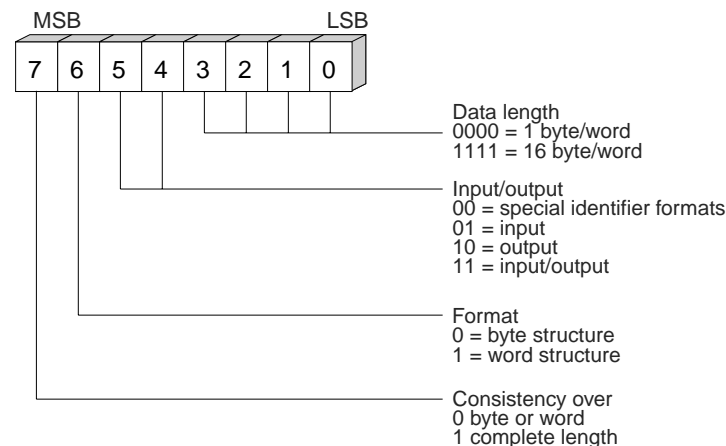 MSB LSB
7 6 5 4 3 2 1 0
Data length
0000 = 1 byte/word
1111 = 16 byte/word
Input/output
00 = special identifier formats
01 = input
10 = output
11 = input/output
Format
0 = byte structure
1 = word structure
Consistency over
0 byte or word
1 complete length